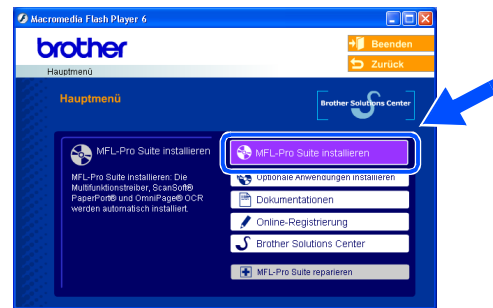 Macromedia Flash Player 6
brother
Beenden
Zurück
Hauptmenü
Hauptmenü
Brother Solutions Center
MFL-Pro Suite installieren
MFL-Pro Suite installieren: Die
Multifunktionstreiber, ScanSoft®
PaperPort® und OmniPage® OCR
werden automatisch installiert.
MFL-Pro Suite installieren
Optionale Anwendungen installieren
Dokumentationen
Online-Registrierung
Brother Solutions Center
MFL-Pro Suite reparieren